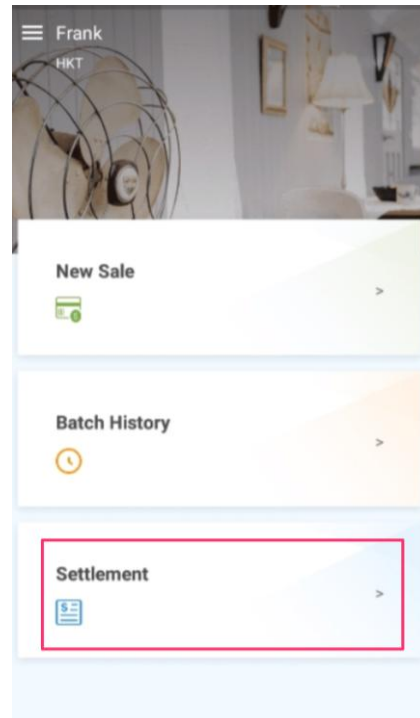 Frank
HKT
New Sale
>
Batch History
>
Settlement
>